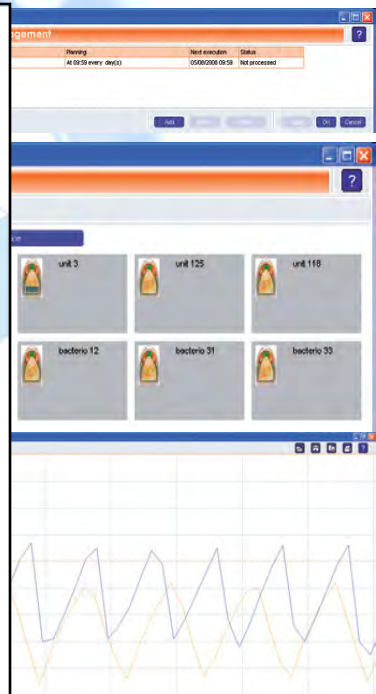 agement
?
Planning Next execution Status
At 09:59 every day(s) 05/08/2008 09:59 Not processed
Add OK Cancel
?
unit 3 unit 125 unit 118
bacterio 12 bacterio 31 bacterio 33
?